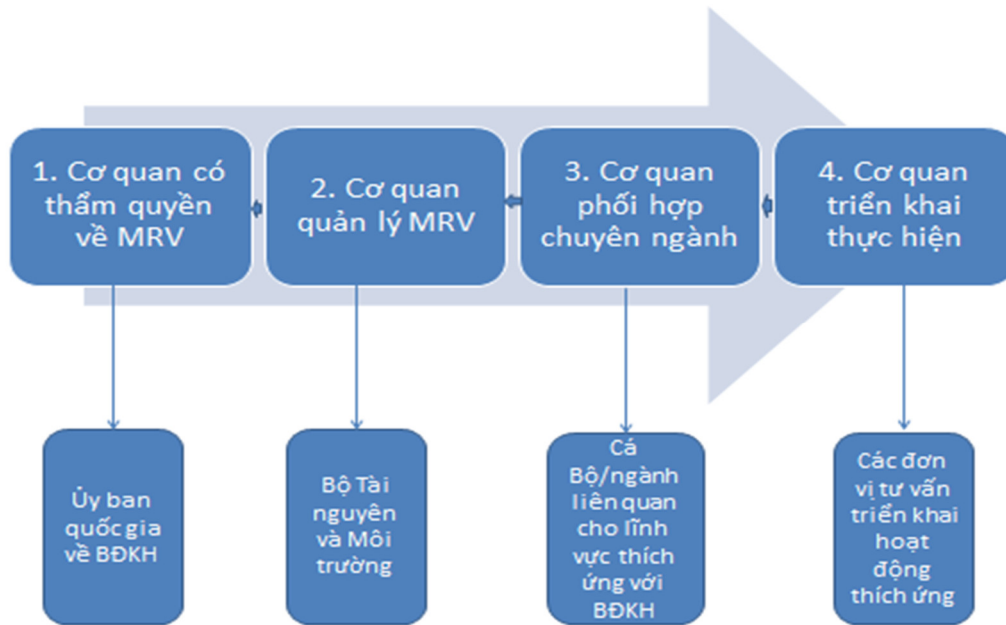 1. Cơ quan có
thẩm quyền
về MRV
2. Cơ quan
quản lý MRV
3. Cơ quan
phối hợp
chuyên ngành
4. Cơ quan
triển khai
thực hiện
Ủy ban
quốc gia
về BĐKH
Bộ Tài
nguyên
và Môi
trường
Cá
Bộ/ngành
liên quan
cho lĩnh
vực thích
ứng với
BĐKH
Các đơn
vị tư vấn
triển khai
hoạt
động
thích ứng